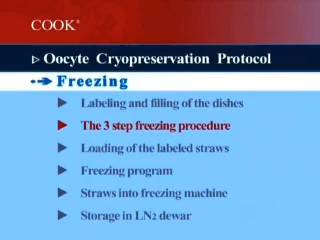 COOK®
Oocyte Cryopreservation Protocol
Freezing
Labeling and filling of the dishes
The 3 step freezing procedure
Loading of the labeled straws
Freezing program
Straws into freezing machine
Storage in LN2 dewar